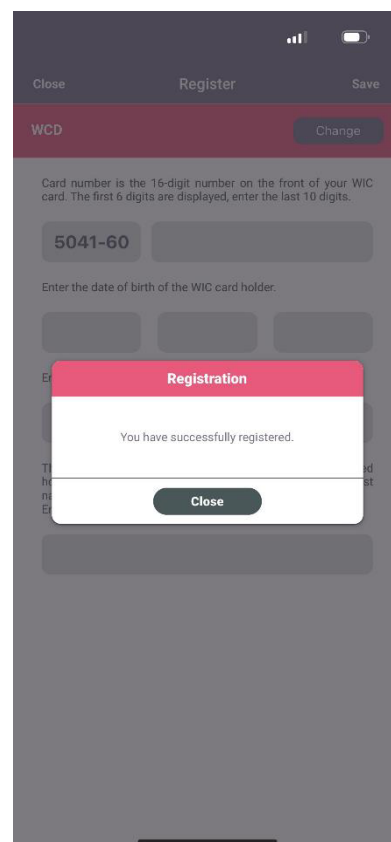 Close Register Save
WCD Change
Card number is the 16-digit number on the front of your WIC
card. The first 6 digits are displayed, enter the last 10 digits.
5041-60
Enter the date of birth of the WIC card holder.
Registration
You have successfully registered.
Close